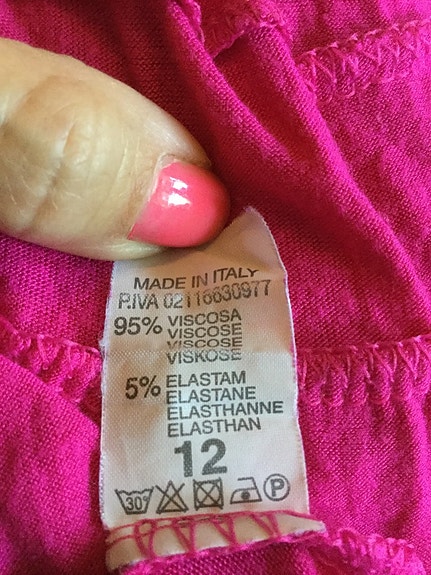 MADE IN ITALY
P.IVA 02116630977
95% VISCOSA
VISCOSE
VISCOSE
VISKOSE
5% ELASTAM
ELASTANE
ELASTHANNE
ELASTHAN
12
30° P